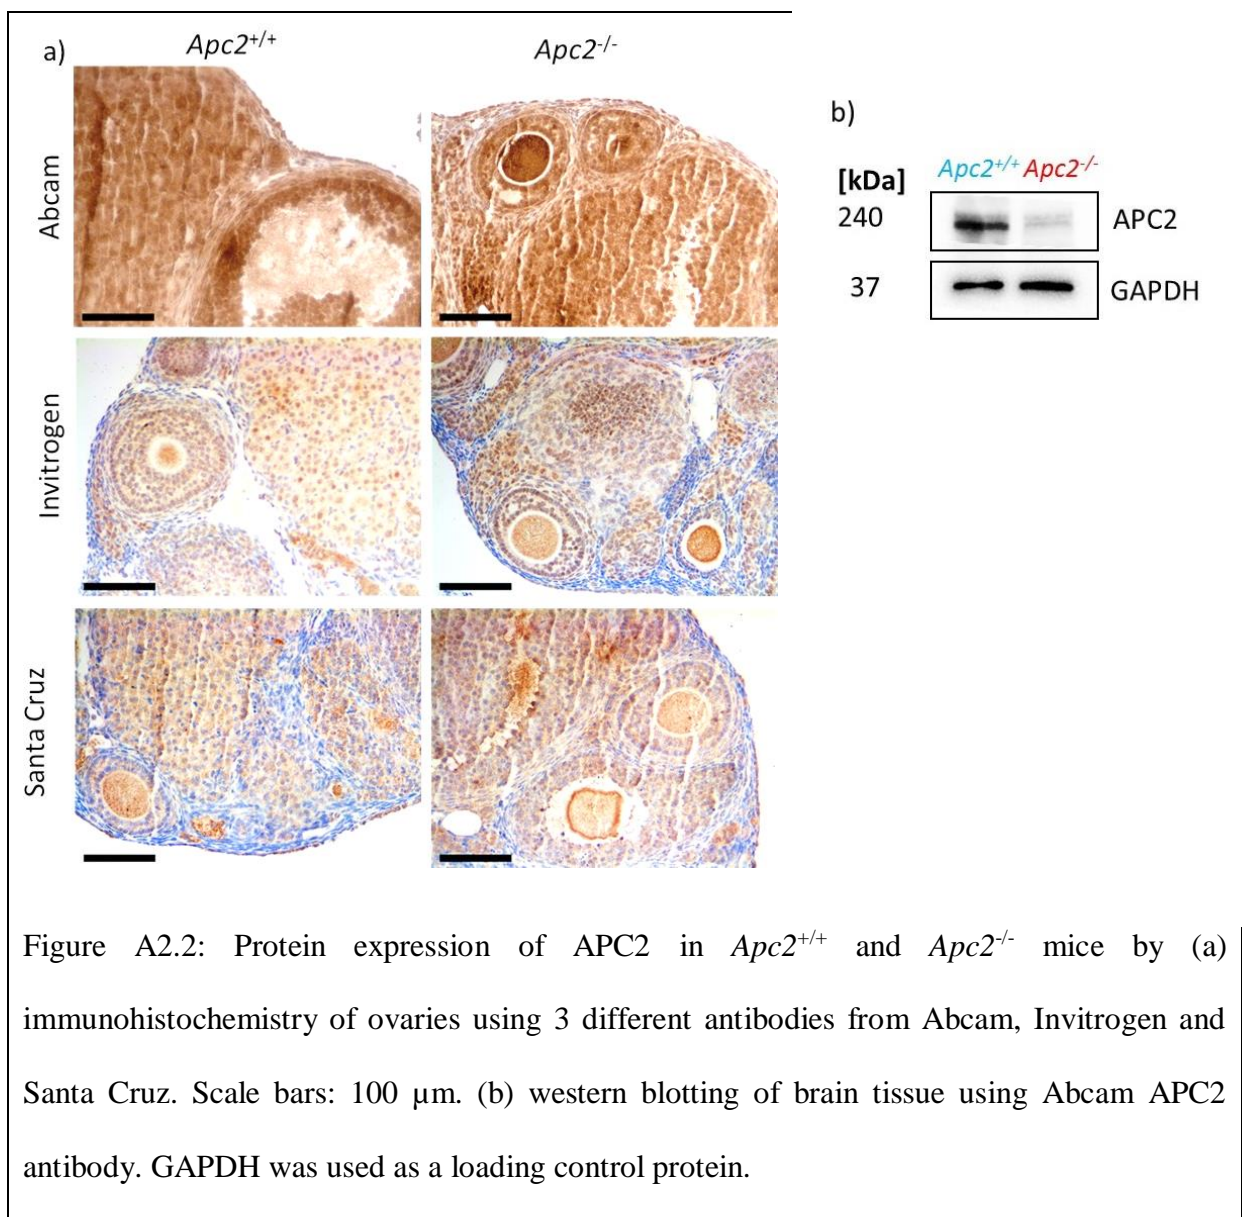 a)
Apc2+/+
Apc2-/-
Abcam
Invitrogen
Santa Cruz
b)
Apc2+/+ Apc2-/-
[kDa]
240
APC2
37
GAPDH
Figure A2.2: Protein expression of APC2 in Apc2+/+ and Apc2-/- mice by (a)
immunohistochemistry of ovaries using 3 different antibodies from Abcam, Invitrogen and
Santa Cruz. Scale bars: 100 µm. (b) western blotting of brain tissue using Abcam APC2
antibody. GAPDH was used as a loading control protein.